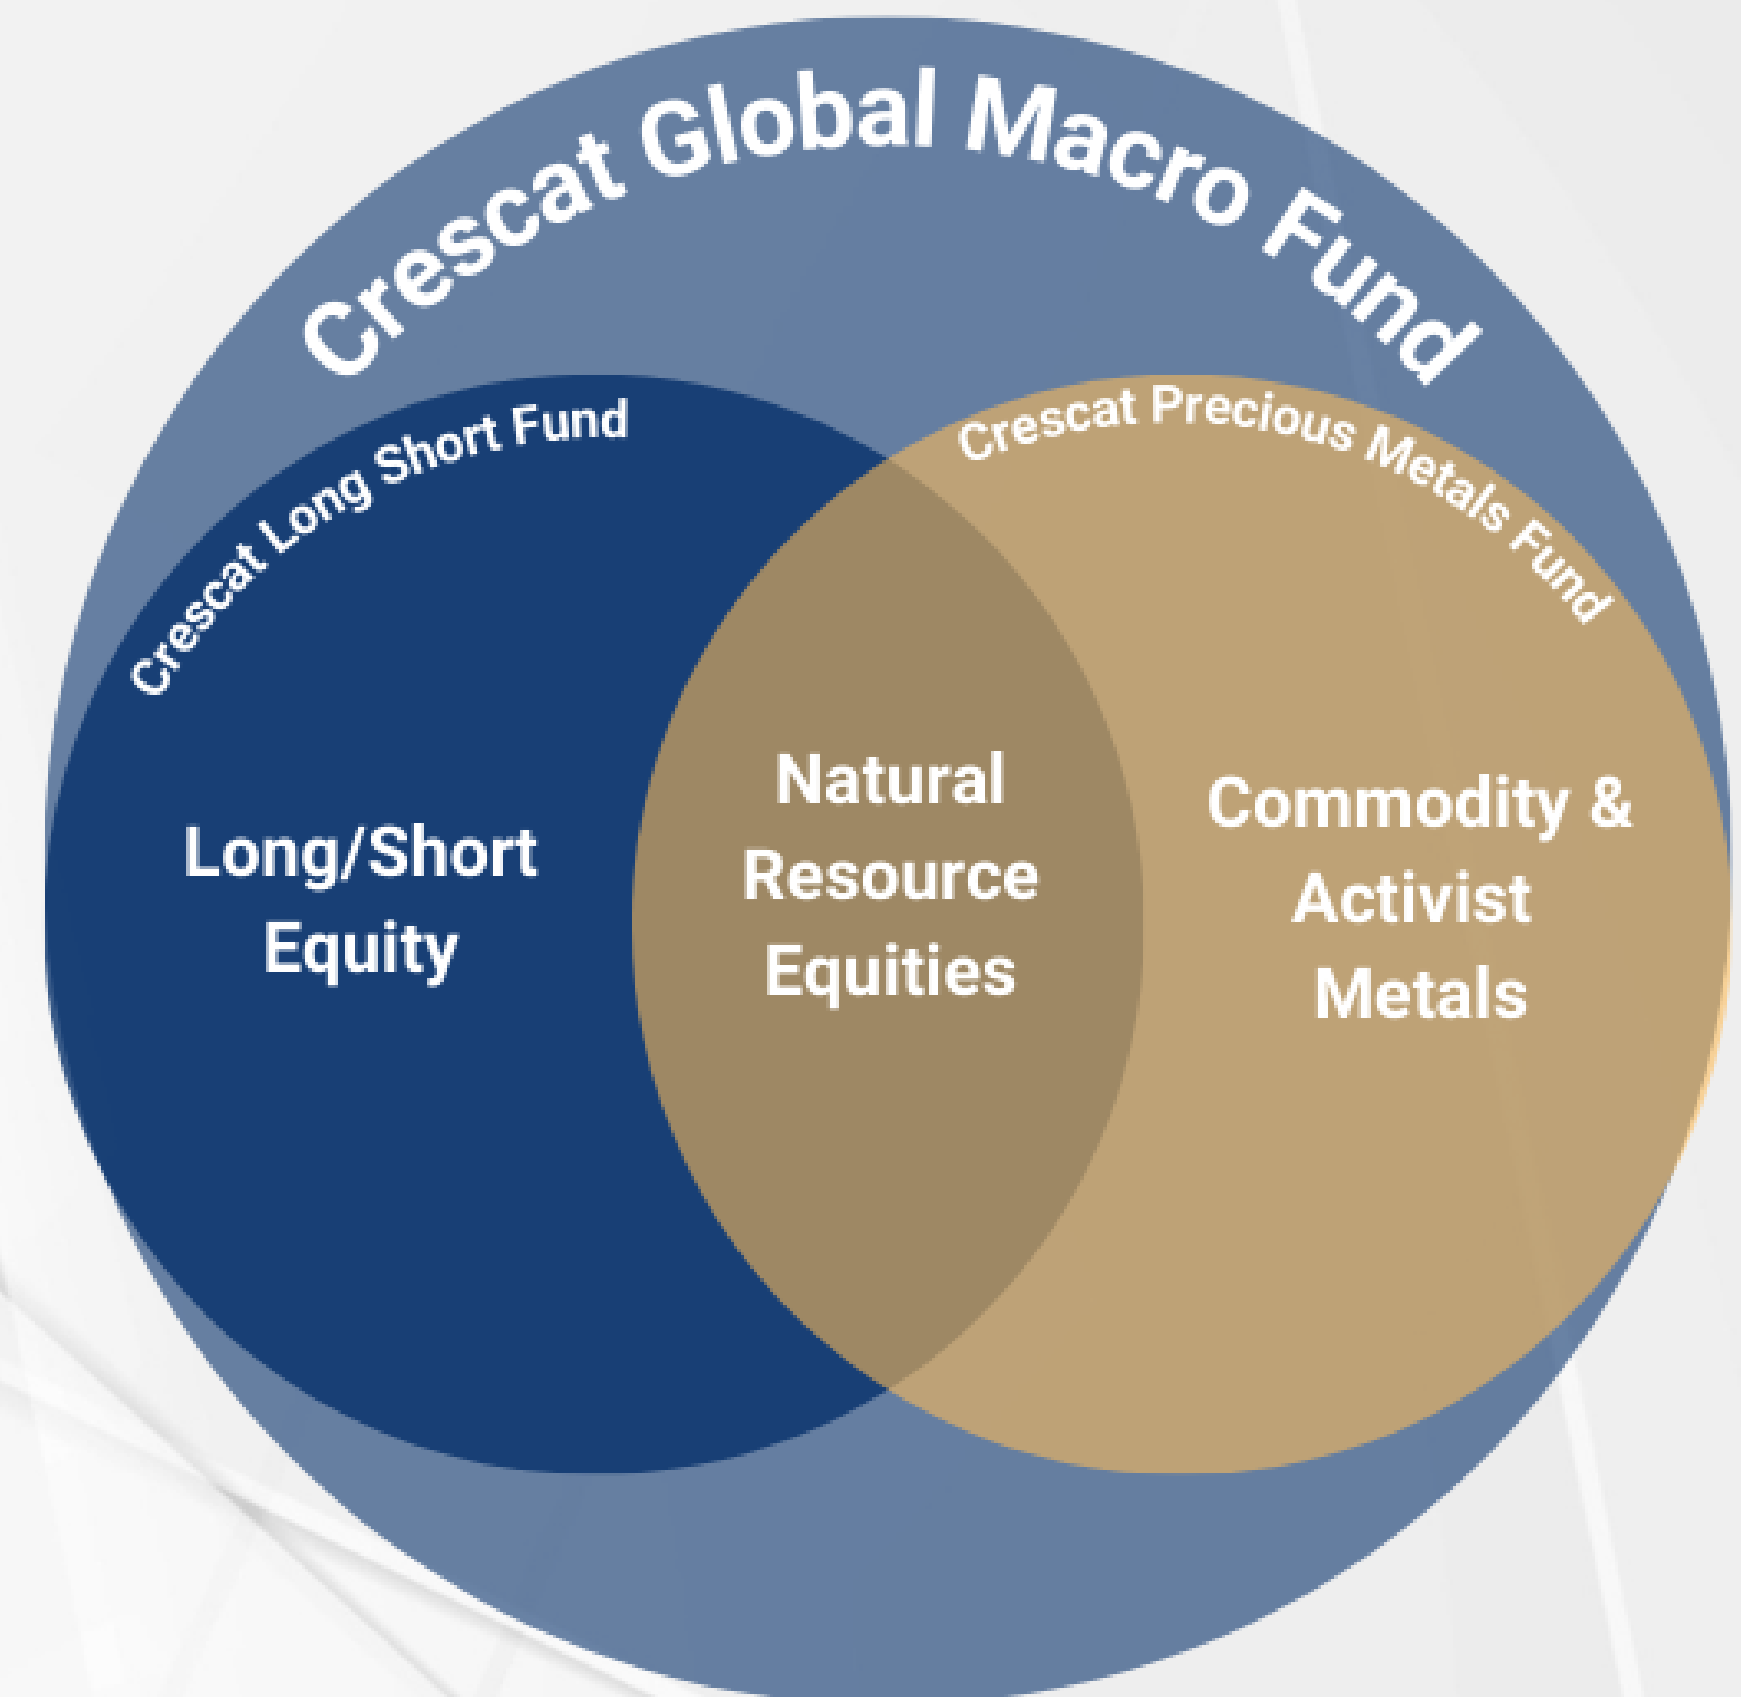 Crescat Global Macro Fund
Crescat Long Short Fund
Crescat Precious Metals Fund
Long/Short
Equity
Natural
Resource
Equities
Commodity &
Activist
Metals